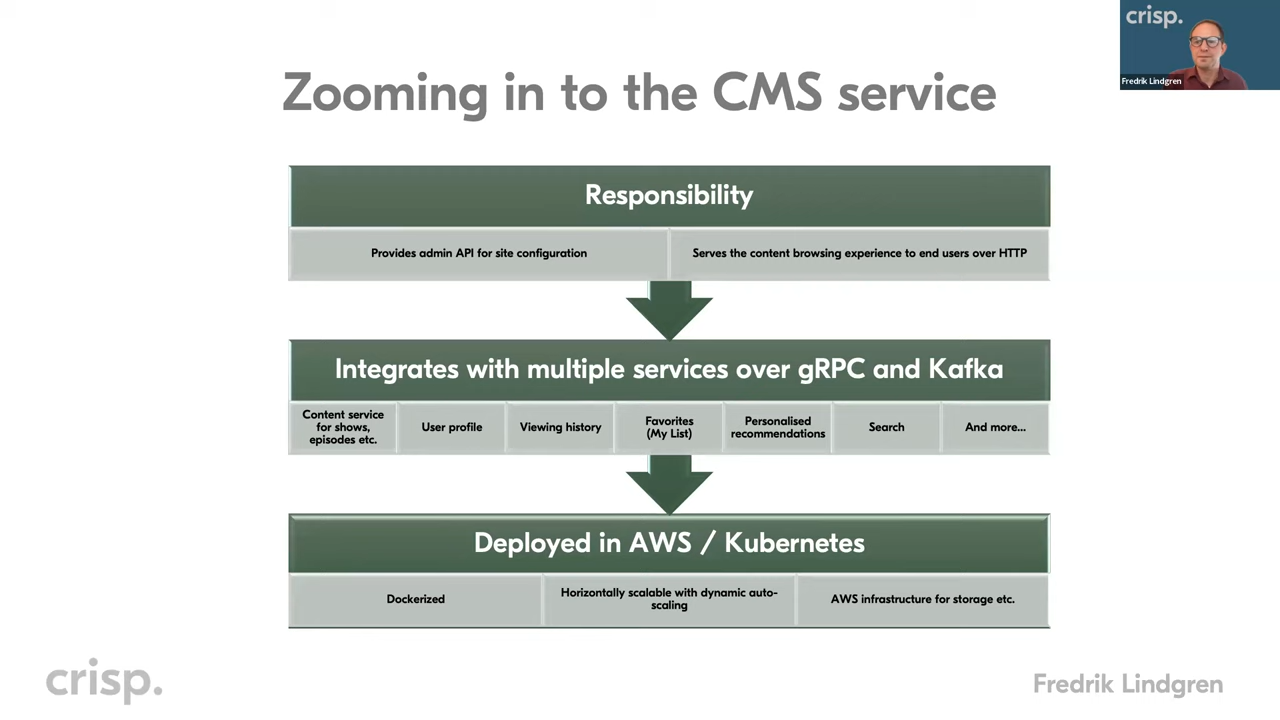 crisp.
Fredrik Lindgren
Zooming in to the CMS service
Responsibility
Provides admin API for site configuration
Serves the content browsing experience to end users over HTTP
Integrates with multiple services over gRPC and Kafka
Content service
for shows,
episodes etc.
User profile
Viewing history
Favorites
(My List)
Personalised
recommendations
Search
And more...
Deployed in AWS / Kubernetes
Dockerized
Horizontally scalable with dynamic auto-
scaling
AWS infrastructure for storage etc.
crisp.
Fredrik Lindgren